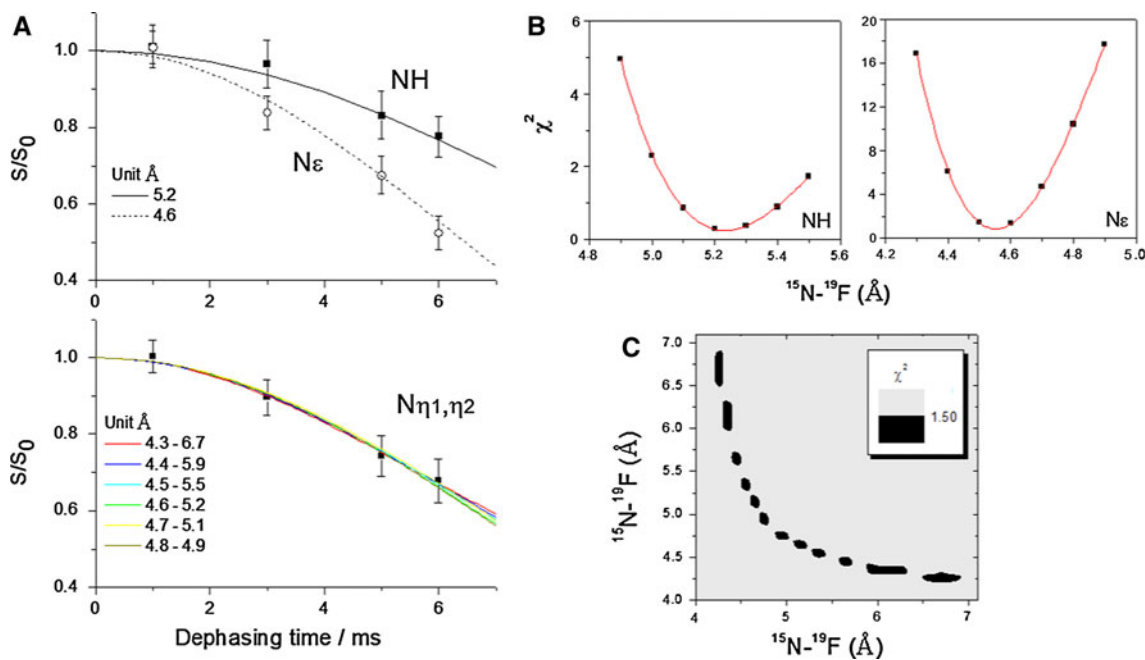 A
S/S0
1.0
0.8
0.6
0.4
NH
Nε
Unit Å
5.2
4.6
0 2 4 6
S/S0
1.0
0.8
0.6
0.4
Nη1,η2
Unit Å
4.3 - 6.7
4.4 - 5.9
4.5 - 5.5
4.6 - 5.2
4.7 - 5.1
4.8 - 4.9
0 2 4 6
Dephasing time / ms
B
χ2
6
4
2
0
NH
4.8 5.0 5.2 5.4 5.6
20
16
12
8
4
0
Nε
4.2 4.4 4.6 4.8 5.0
15N-19F (Å)
C
15N-19F (Å)
7.0
6.5
6.0
5.5
5.0
4.5
4.0
χ2
1.50
4 5 6 7
15N-19F (Å)